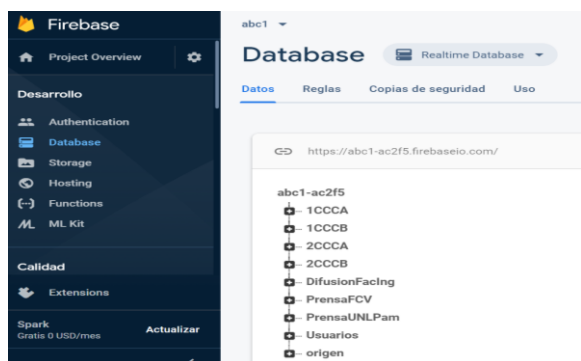 Firebase
Project Overview
Desarrollo
Authentication
Database
Storage
Hosting
Functions
ML Kit
Calidad
Extensions
Spark
Gratis 0 USD/mes
Actualizar
abc1
Database
Realtime Database
Datos Reglas Copias de seguridad Uso
https://abc1-ac2f5.firebaseio.com/
abc1-ac2f5
1CCCA
1CCCB
2CCCA
2CCCB
DifusionFacIng
PrensaFCV
PrensaUNLPam
Usuarios
origen